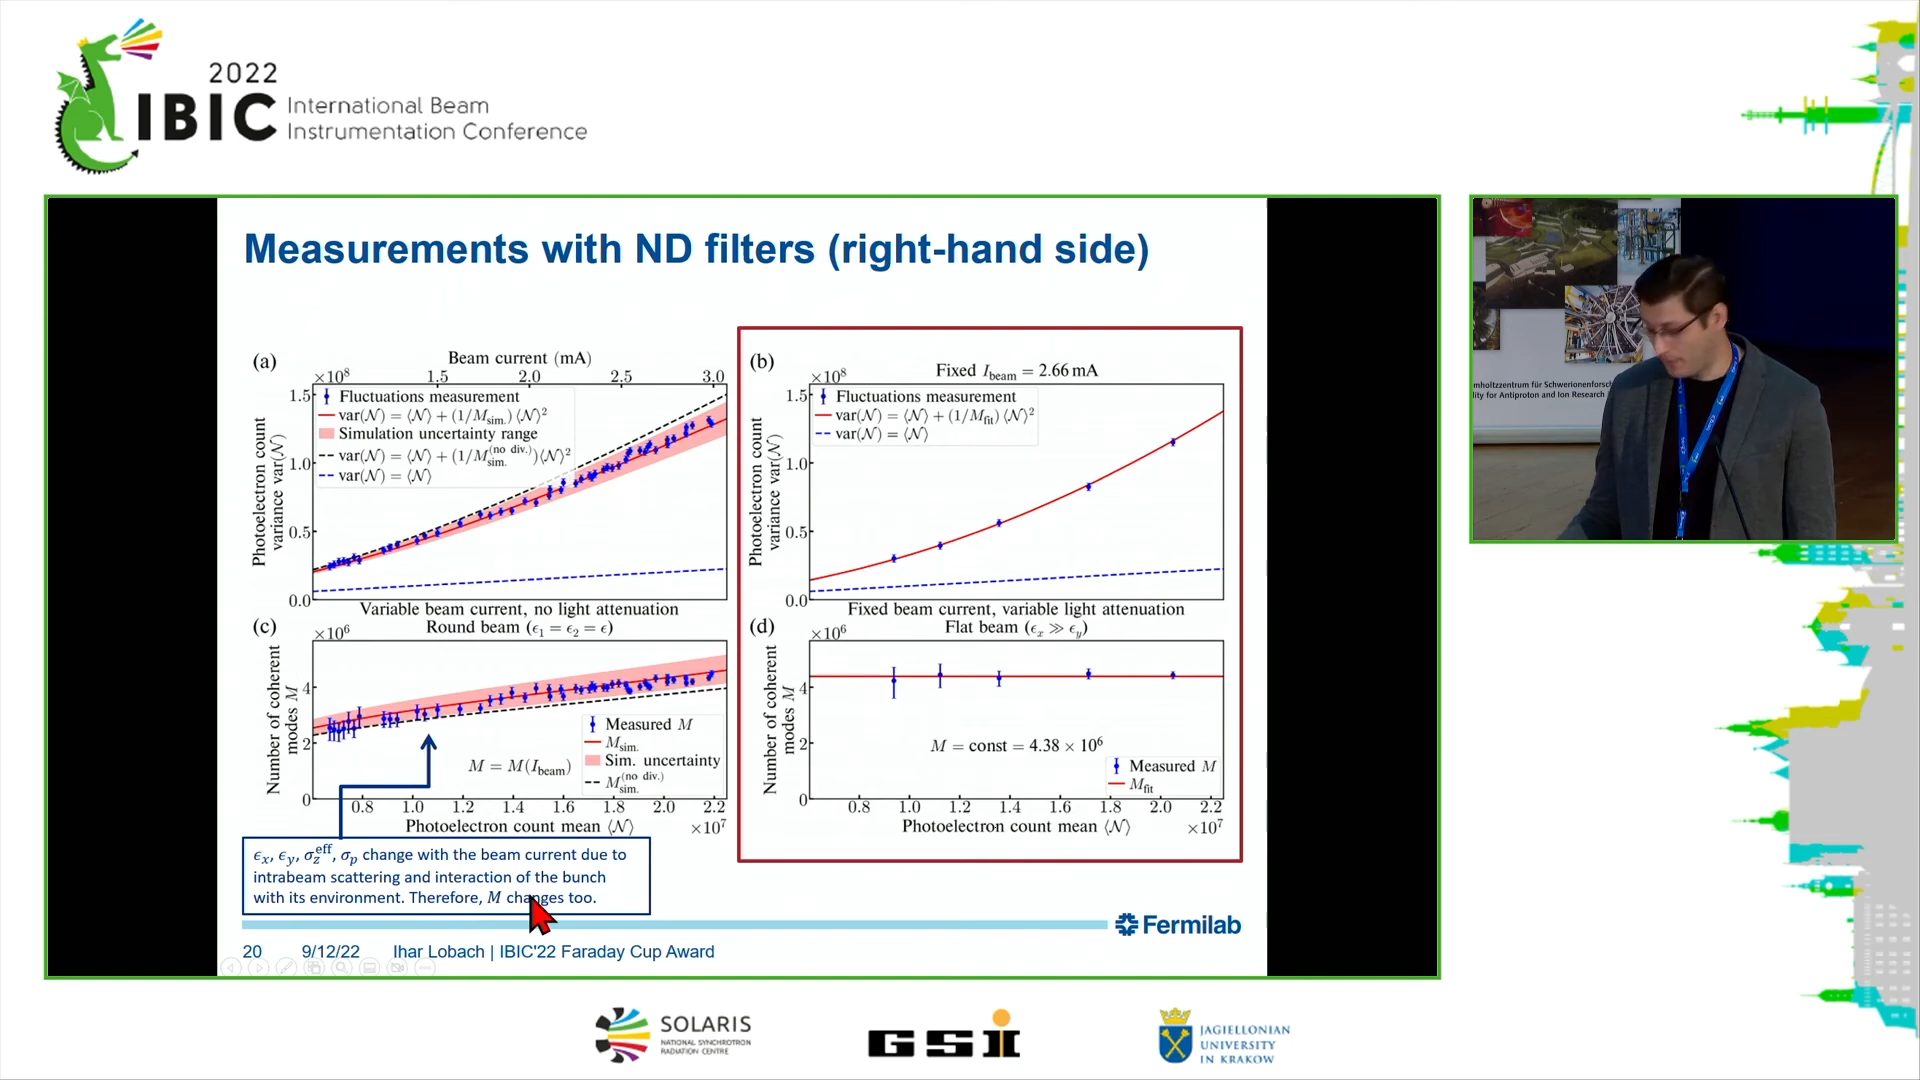 2022
IBIC International Beam
Instrumentation Conference
Measurements with ND filters (right-hand side)
(a)
Beam current (mA)
×10⁸ 1.5 2.0 2.5 3.0
Fluctuations measurement
var(𝒩) = ⟨𝒩⟩ + (1/M_sim.) ⟨𝒩⟩²
Simulation uncertainty range
var(𝒩) = ⟨𝒩⟩ + (1/M_sim.^(no div.))⟨𝒩⟩²
var(𝒩) = ⟨𝒩⟩
Photoelectron count
variance var(𝒩)
1.5
1.0
0.5
0.0
Variable beam current, no light attenuation
(b)
Fixed I_beam = 2.66 mA
×10⁸
Fluctuations measurement
var(𝒩) = ⟨𝒩⟩ + (1/M_fit) ⟨𝒩⟩²
var(𝒩) = ⟨𝒩⟩
Photoelectron count
variance var(𝒩)
1.5
1.0
0.5
0.0
Fixed beam current, variable light attenuation
(c)
×10⁶
Round beam (ϵ₁ = ϵ₂ = ϵ)
Number of coherent
modes M
4
2
0
Measured M
M_sim.
Sim. uncertainty
M_sim.^(no div.)
M = M(I_beam)
0.8 1.0 1.2 1.4 1.6 1.8 2.0 2.2
Photoelectron count mean ⟨𝒩⟩ ×10⁷
(d)
×10⁶
Flat beam (ϵ_x ≫ ϵ_y)
Number of coherent
modes M
4
2
0
M = const = 4.38 × 10⁶
Measured M
M_fit
0.8 1.0 1.2 1.4 1.6 1.8 2.0 2.2
Photoelectron count mean ⟨𝒩⟩ ×10⁷
ϵ_x, ϵ_y, σ_z^eff, σ_p change with the beam current due to
intrabeam scattering and interaction of the bunch
with its environment. Therefore, M changes too.
Fermilab
20 9/12/22 Ihar Lobach | IBIC'22 Faraday Cup Award
mholtzzentrum für Schwerionenforsch
lity for Antiproton and Ion Research
SOLARIS
NATIONAL SYNCHROTRON
RADIATION CENTRE
GSI
JAGIELLONIAN
UNIVERSITY
IN KRAKOW